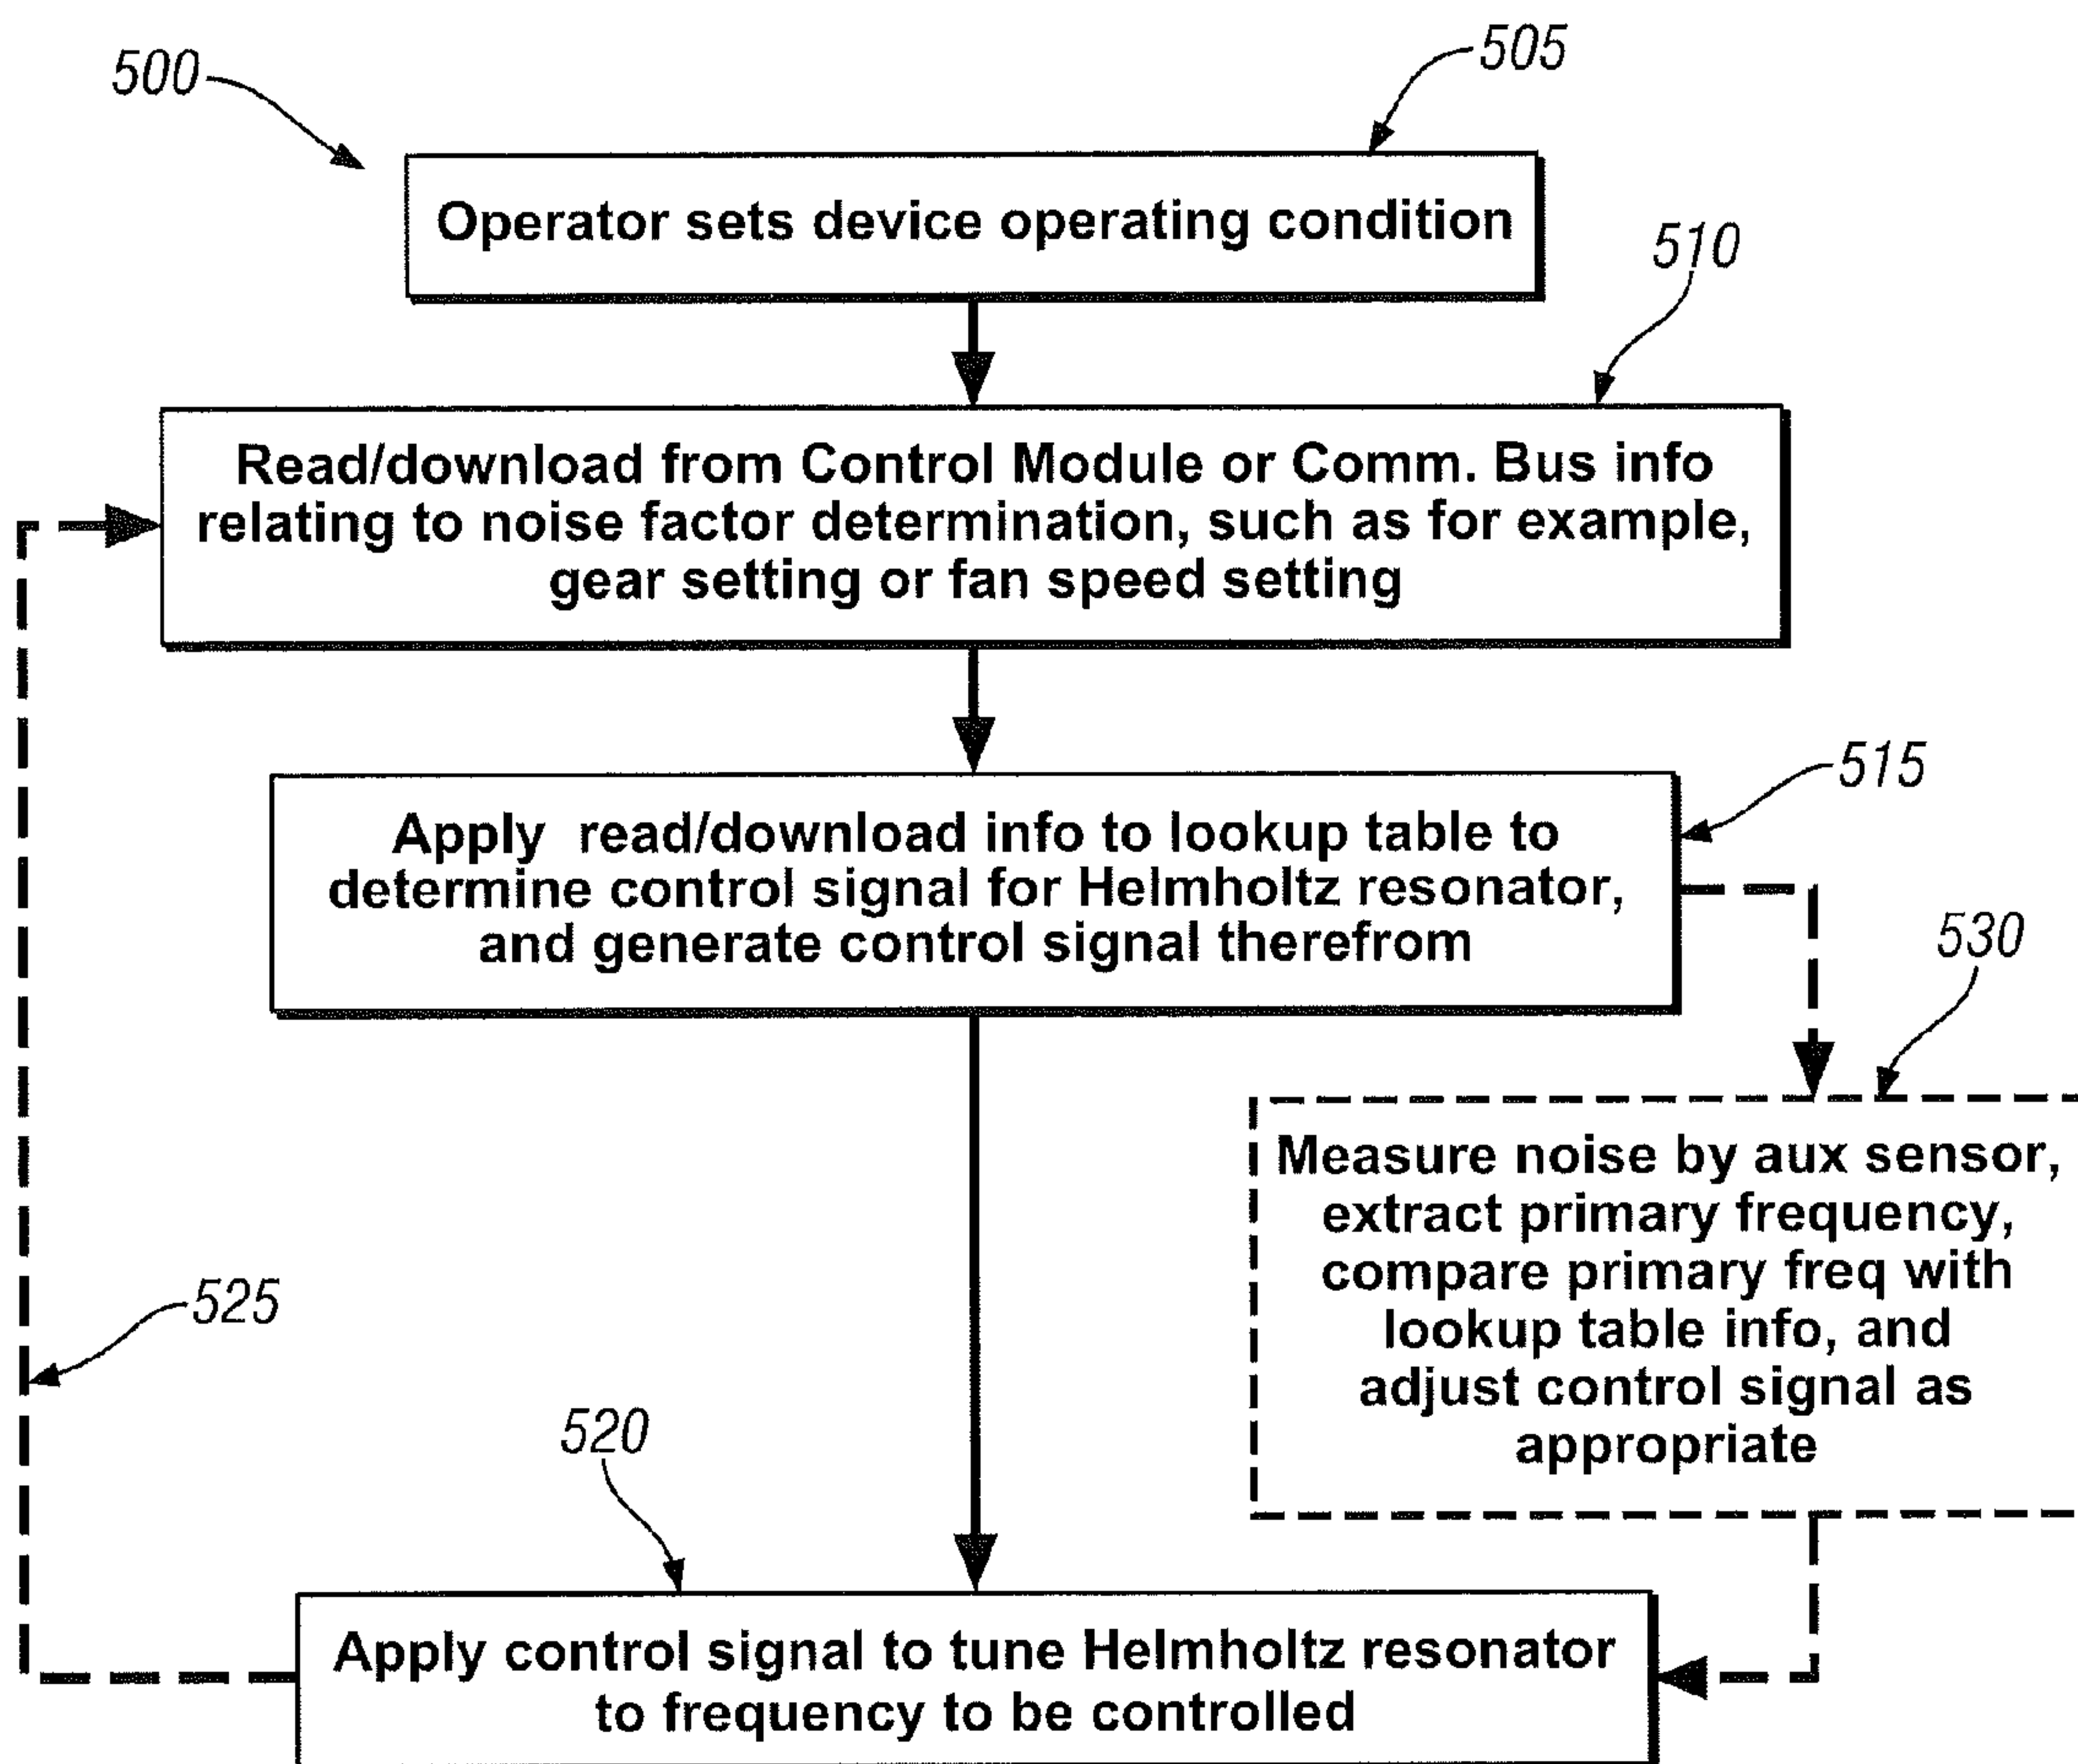 500
505
Operator sets device operating condition
510
Read/download from Control Module or Comm. Bus info
relating to noise factor determination, such as for example,
gear setting or fan speed setting
515
Apply read/download info to lookup table to
determine control signal for Helmholtz resonator,
and generate control signal therefrom
530
Measure noise by aux sensor,
extract primary frequency,
compare primary freq with
lookup table info, and
adjust control signal as
appropriate
525
520
Apply control signal to tune Helmholtz resonator
to frequency to be controlled